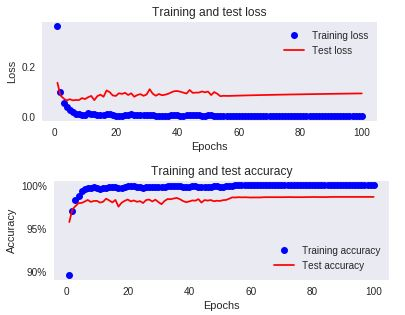 Training and test loss
Loss
0.2
0.0
Training loss
Test loss
1 20 40 60 80 100
Epochs
Training and test accuracy
Accuracy
100%
95%
90%
Training accuracy
Test accuracy
0 20 40 60 80 100
Epochs